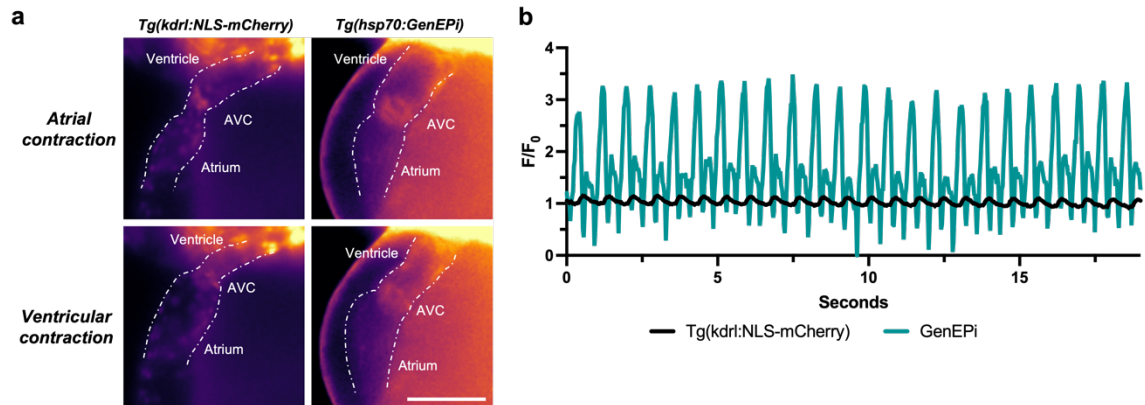 a
Tg(kdrl:NLS-mCherry)
Tg(hsp70:GenEPi)
Atrial
contraction
Ventricle
AVC
Atrium
Ventricle
AVC
Atrium
Ventricular
contraction
Ventricle
AVC
Atrium
Ventricle
AVC
Atrium
b
F/F0
4
3
2
1
0
0
5
10
15
Seconds
Tg(kdrl:NLS-mCherry)
GenEPi